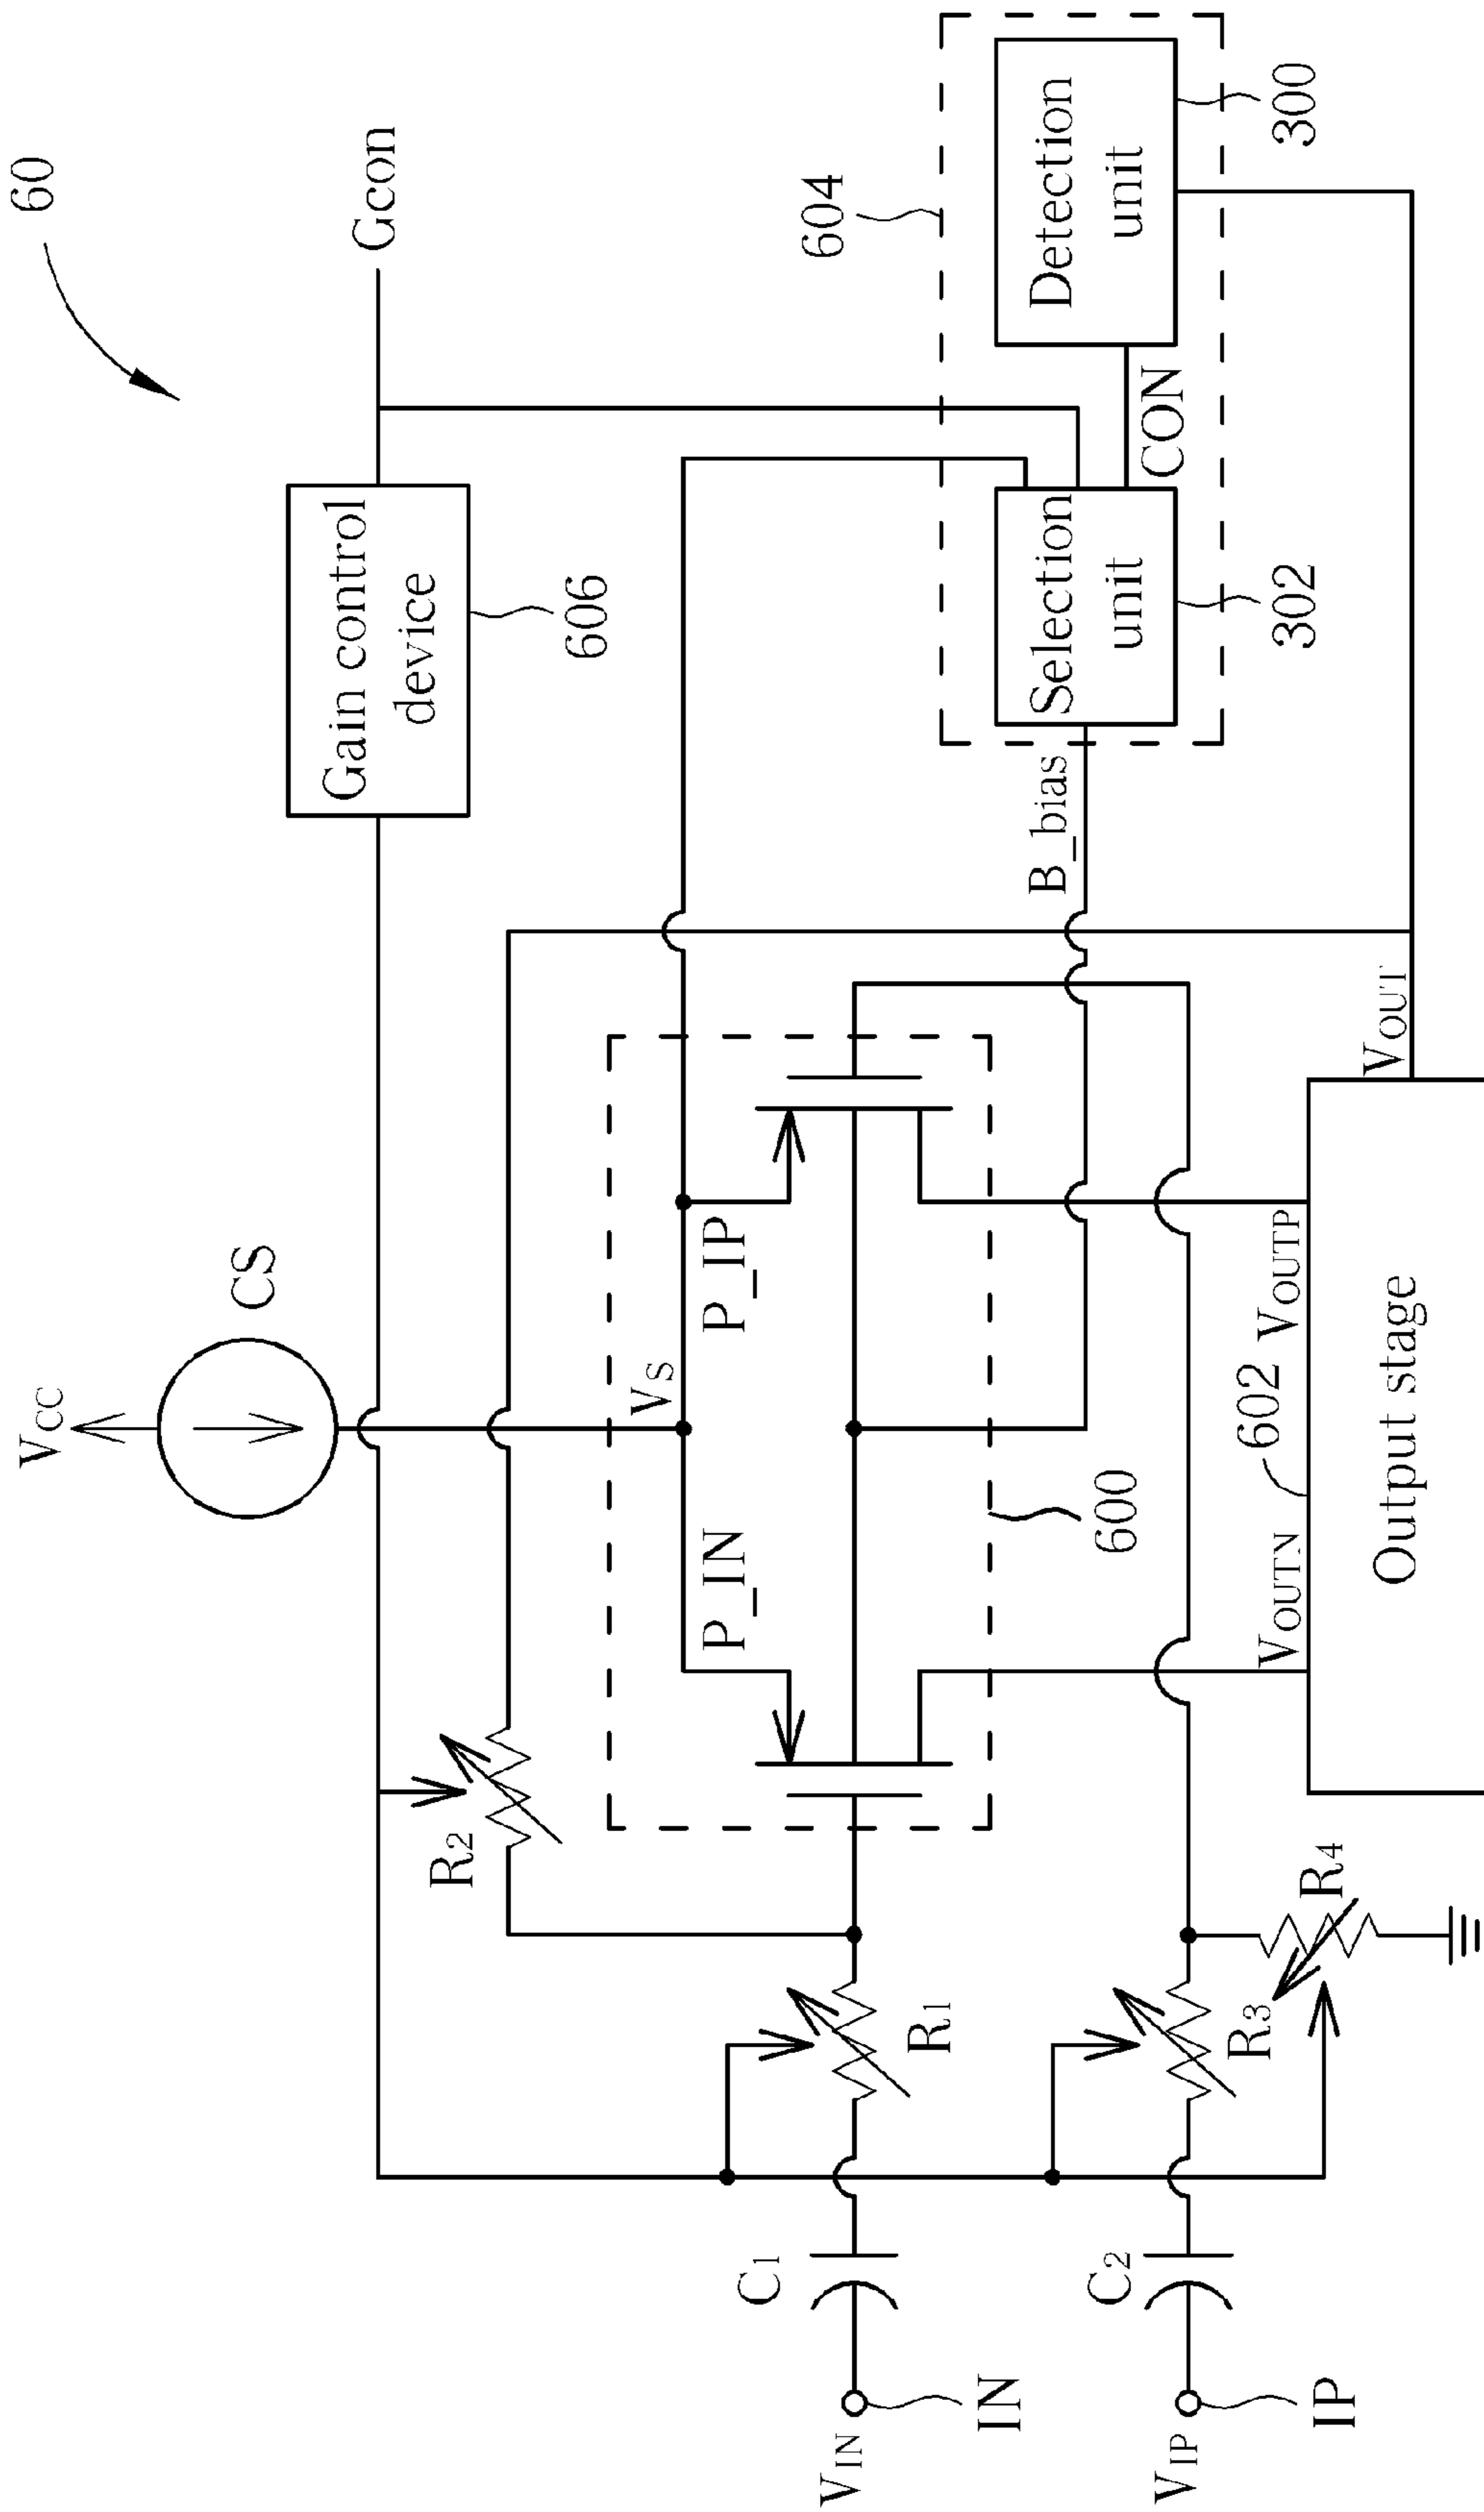 60
Gcon
604
Detection
unit
300
CON
Gain control
device
606
Selection
unit
302
B_bias
VCC
CS
VS
P_IN
P_IP
600
VOUT
VOUTP
602
VOUTN
Output stage
R2
R1
R3
R4
C1
C2
VIN
IN
VIP
IP